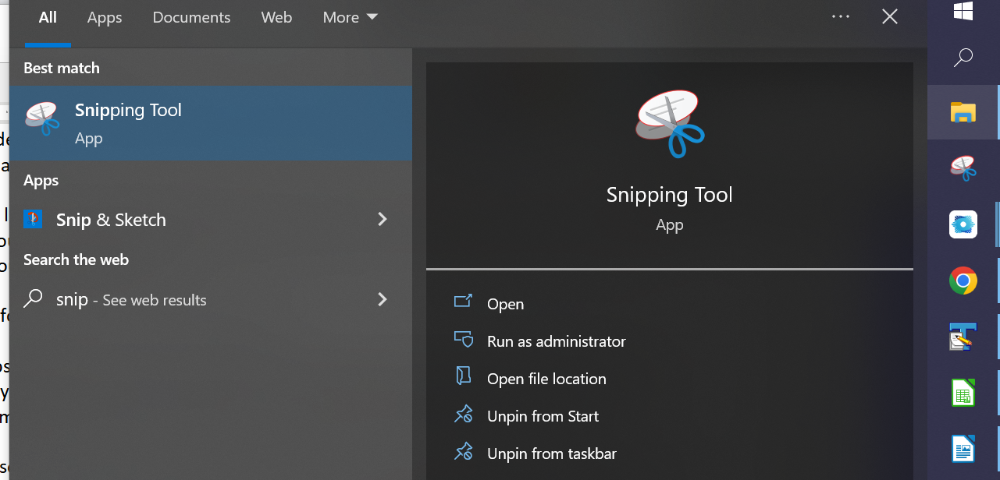 All Apps Documents Web More
Best match
Snipping Tool
App
Apps
Snip & Sketch
Search the web
snip - See web results
Snipping Tool
App
Open
Run as administrator
Open file location
Unpin from Start
Unpin from taskbar